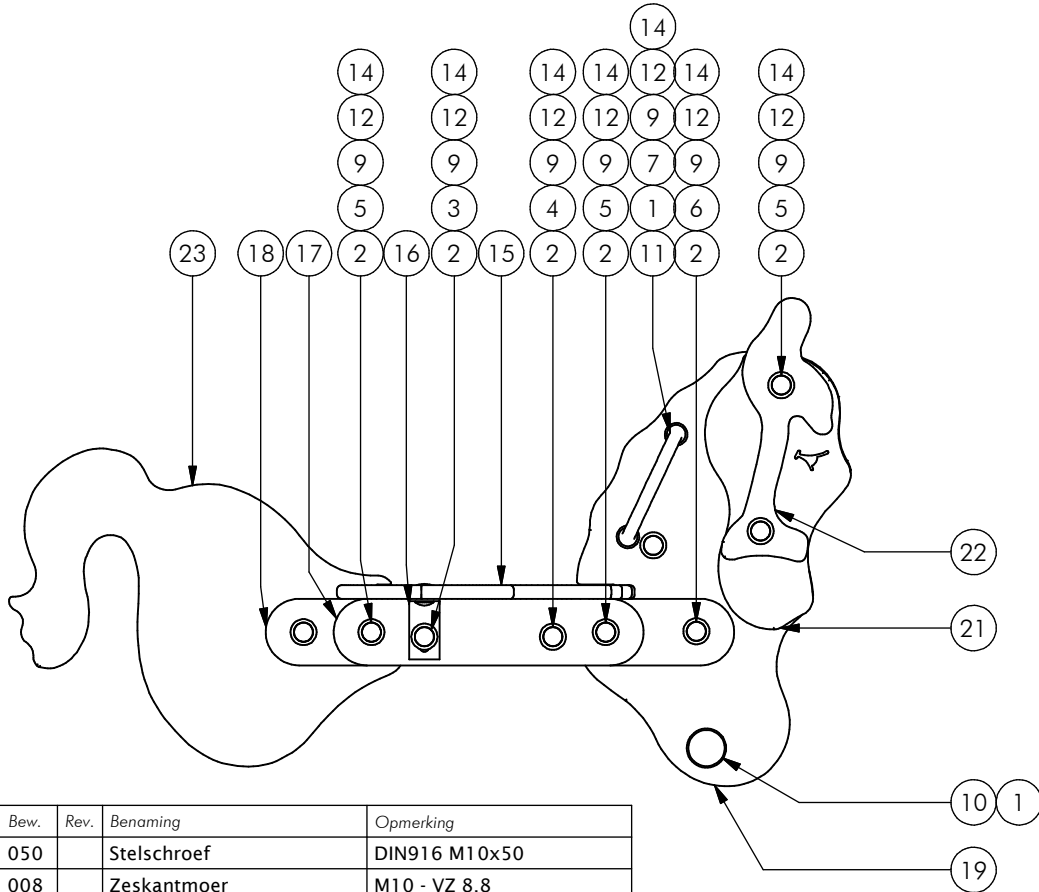 14
14 14 14 14 12 14 14
12 12 12 12 9 12 12
9 9 9 9 7 9 9
5 3 4 5 1 6 5
23 18 17 2 16 2 15 2 2 11 2 2
22
21
10 1
19
Bew. Rev. Benaming Opmerking
050 Stelschroef DIN916 M10x50
008 Zeskantmoer M10 - VZ 8.8